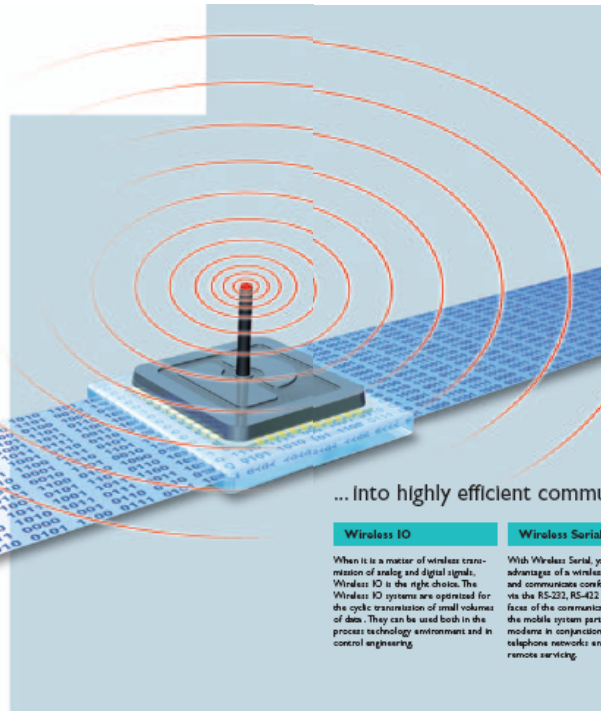 ... into highly efficient commu
Wireless IO
When it is a matter of wireless trans-
mission of analog and digital signals,
Wireless IO is the right choice. The
Wireless IO systems are optimized for
the cyclic transmission of small volumes
of data . They can be used both in the
process technology environment and in
control engineering.
Wireless Serial
With Wireless Serial, y
advantages of a wireles
and communicate comf
via the RS-232, RS-422
faces of the communica
the mobile system part
modems in conjunction
telephone networks en
remote servicing.